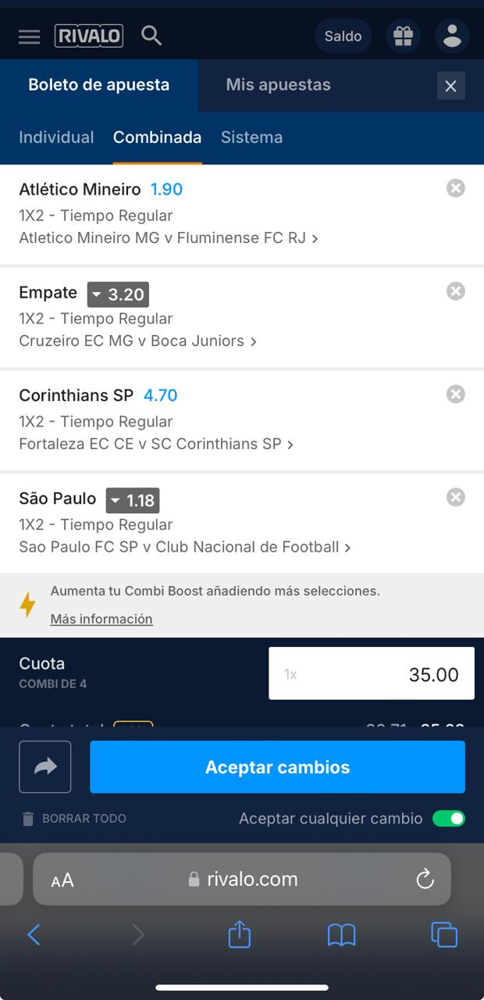 RIVALO
Saldo
Boleto de apuesta
Mis apuestas
Individual
Combinada
Sistema
Atlético Mineiro 1.90
1X2 - Tiempo Regular
Atletico Mineiro MG v Fluminense FC RJ
Empate 3.20
1X2 - Tiempo Regular
Cruzeiro EC MG v Boca Juniors
Corinthians SP 4.70
1X2 - Tiempo Regular
Fortaleza EC CE v SC Corinthians SP
São Paulo 1.18
1X2 - Tiempo Regular
Sao Paulo FC SP v Club Nacional de Football
Aumenta tu Combi Boost añadiendo más selecciones.
Más información
Cuota
COMBI DE 4
1x
35.00
Aceptar cambios
BORRAR TODO
Aceptar cualquier cambio
AA
rivalo.com